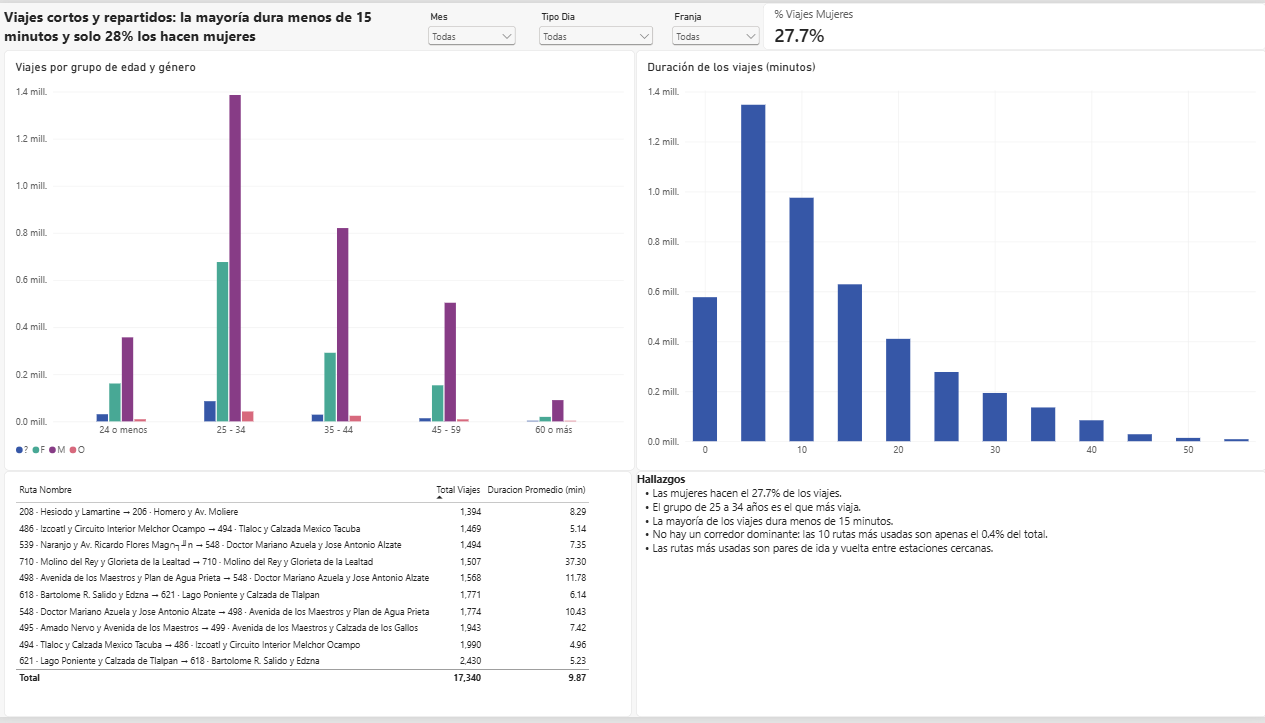 Viajes cortos y repartidos: la mayoría dura menos de 15
minutos y solo 28% los hacen mujeres
Mes
Todas
Tipo Dia
Todas
Franja
Todas
% Viajes Mujeres
27.7%
Viajes por grupo de edad y género
1.4 mill.
1.2 mill.
1.0 mill.
0.8 mill.
0.6 mill.
0.4 mill.
0.2 mill.
0.0 mill.
24 o menos 25 - 34 35 - 44 45 - 59 60 o más
? F M O
Duración de los viajes (minutos)
1.4 mill.
1.2 mill.
1.0 mill.
0.8 mill.
0.6 mill.
0.4 mill.
0.2 mill.
0.0 mill.
0 10 20 30 40 50
Ruta Nombre Total Viajes Duracion Promedio (min)
208 · Hesiodo y Lamartine → 206 · Homero y Av. Moliere 1,394 8.29
486 · Izcoatl y Circuito Interior Melchor Ocampo → 494 · Tlaloc y Calzada Mexico Tacuba 1,469 5.14
539 · Naranjo y Av. Ricardo Flores Mag∩┐╜n → 548 · Doctor Mariano Azuela y Jose Antonio Alzate 1,494 7.35
710 · Molino del Rey y Glorieta de la Lealtad → 710 · Molino del Rey y Glorieta de la Lealtad 1,507 37.30
498 · Avenida de los Maestros y Plan de Agua Prieta → 548 · Doctor Mariano Azuela y Jose Antonio Alzate 1,568 11.78
618 · Bartolome R. Salido y Edzna → 621 · Lago Poniente y Calzada de Tlalpan 1,771 6.14
548 · Doctor Mariano Azuela y Jose Antonio Alzate → 498 · Avenida de los Maestros y Plan de Agua Prieta 1,774 10.43
495 · Amado Nervo y Avenida de los Maestros → 499 · Avenida de los Maestros y Calzada de los Gallos 1,943 7.42
494 · Tlaloc y Calzada Mexico Tacuba → 486 · Izcoatl y Circuito Interior Melchor Ocampo 1,990 4.96
621 · Lago Poniente y Calzada de Tlalpan → 618 · Bartolome R. Salido y Edzna 2,430 5.23
Total 17,340 9.87
Hallazgos
• Las mujeres hacen el 27.7% de los viajes.
• El grupo de 25 a 34 años es el que más viaja.
• La mayoría de los viajes dura menos de 15 minutos.
• No hay un corredor dominante: las 10 rutas más usadas son apenas el 0.4% del total.
• Las rutas más usadas son pares de ida y vuelta entre estaciones cercanas.